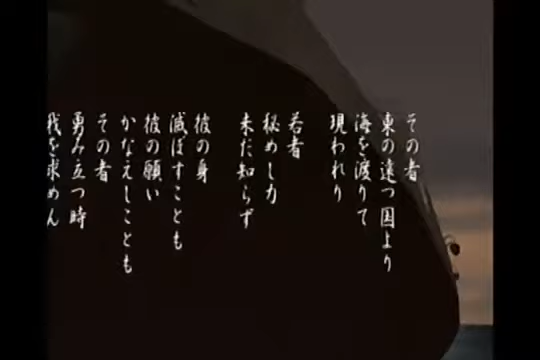 その者
東の遠つ国より
海を渡りて
現われり
若者
秘めし力
未だ知らず
彼の身
滅ぼすことも
彼の願い
かなえしことも
その者
勇み立つ時
我を求めん